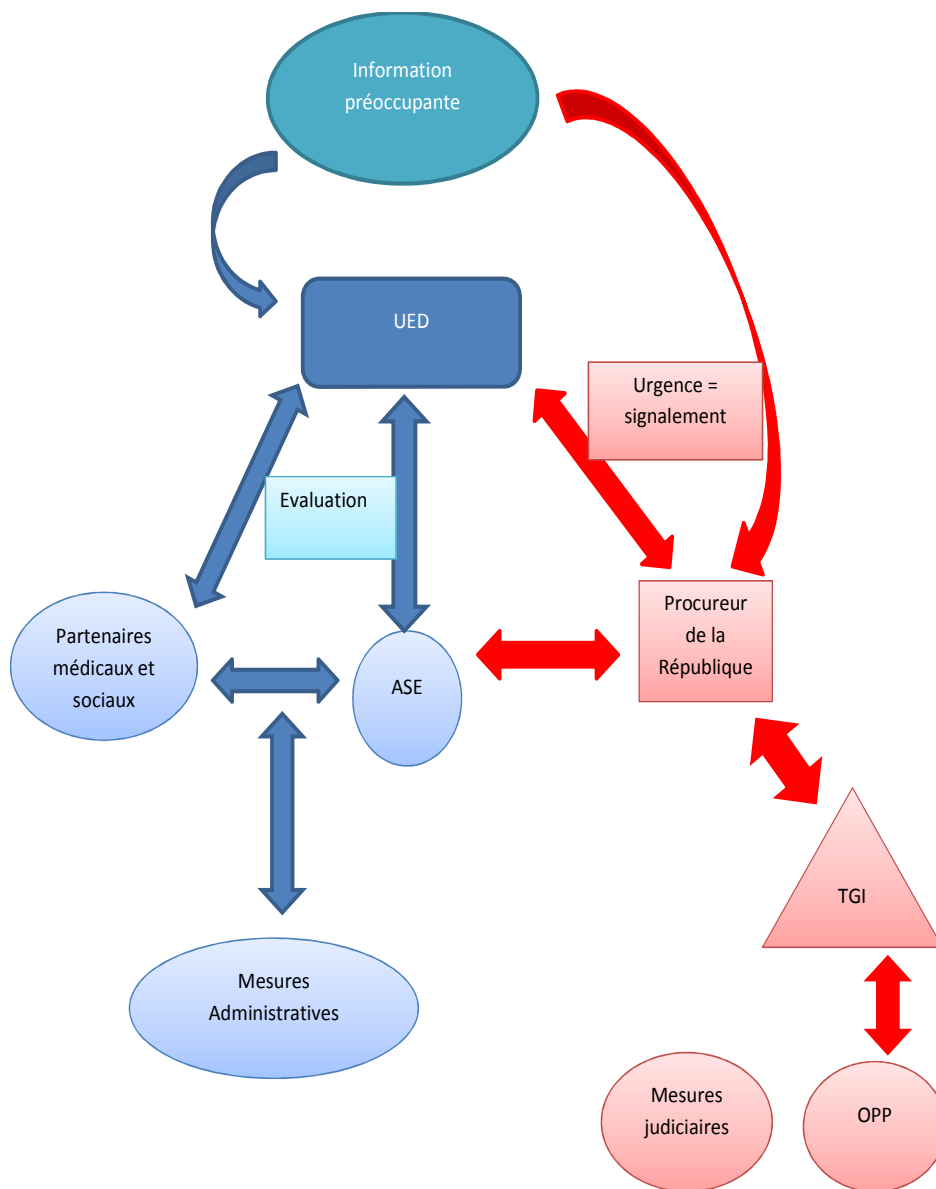 Information
préoccupante
UED
Urgence =
signalement
Evaluation
Procureur
de la
République
Partenaires
médicaux et
sociaux
ASE
TGI
Mesures
Administratives
Mesures
judiciaires
OPP